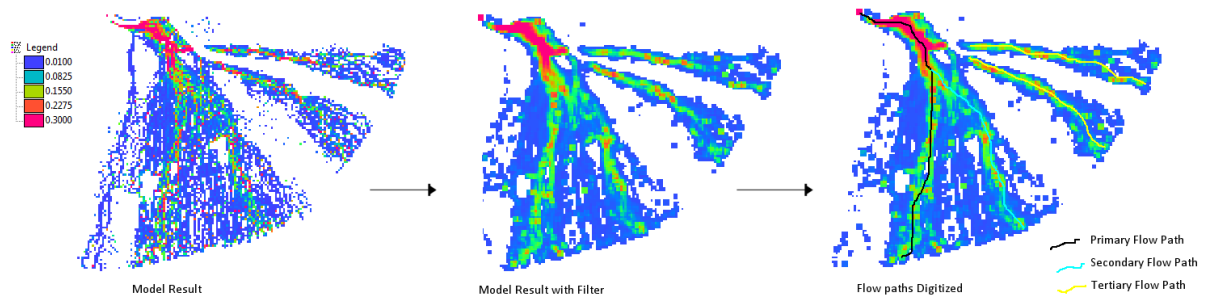 Legend
0.0100
0.0825
0.1550
0.2275
0.3000
Model Result
Model Result with Filter
Flow paths Digitized
Primary Flow Path
Secondary Flow Path
Tertiary Flow Path